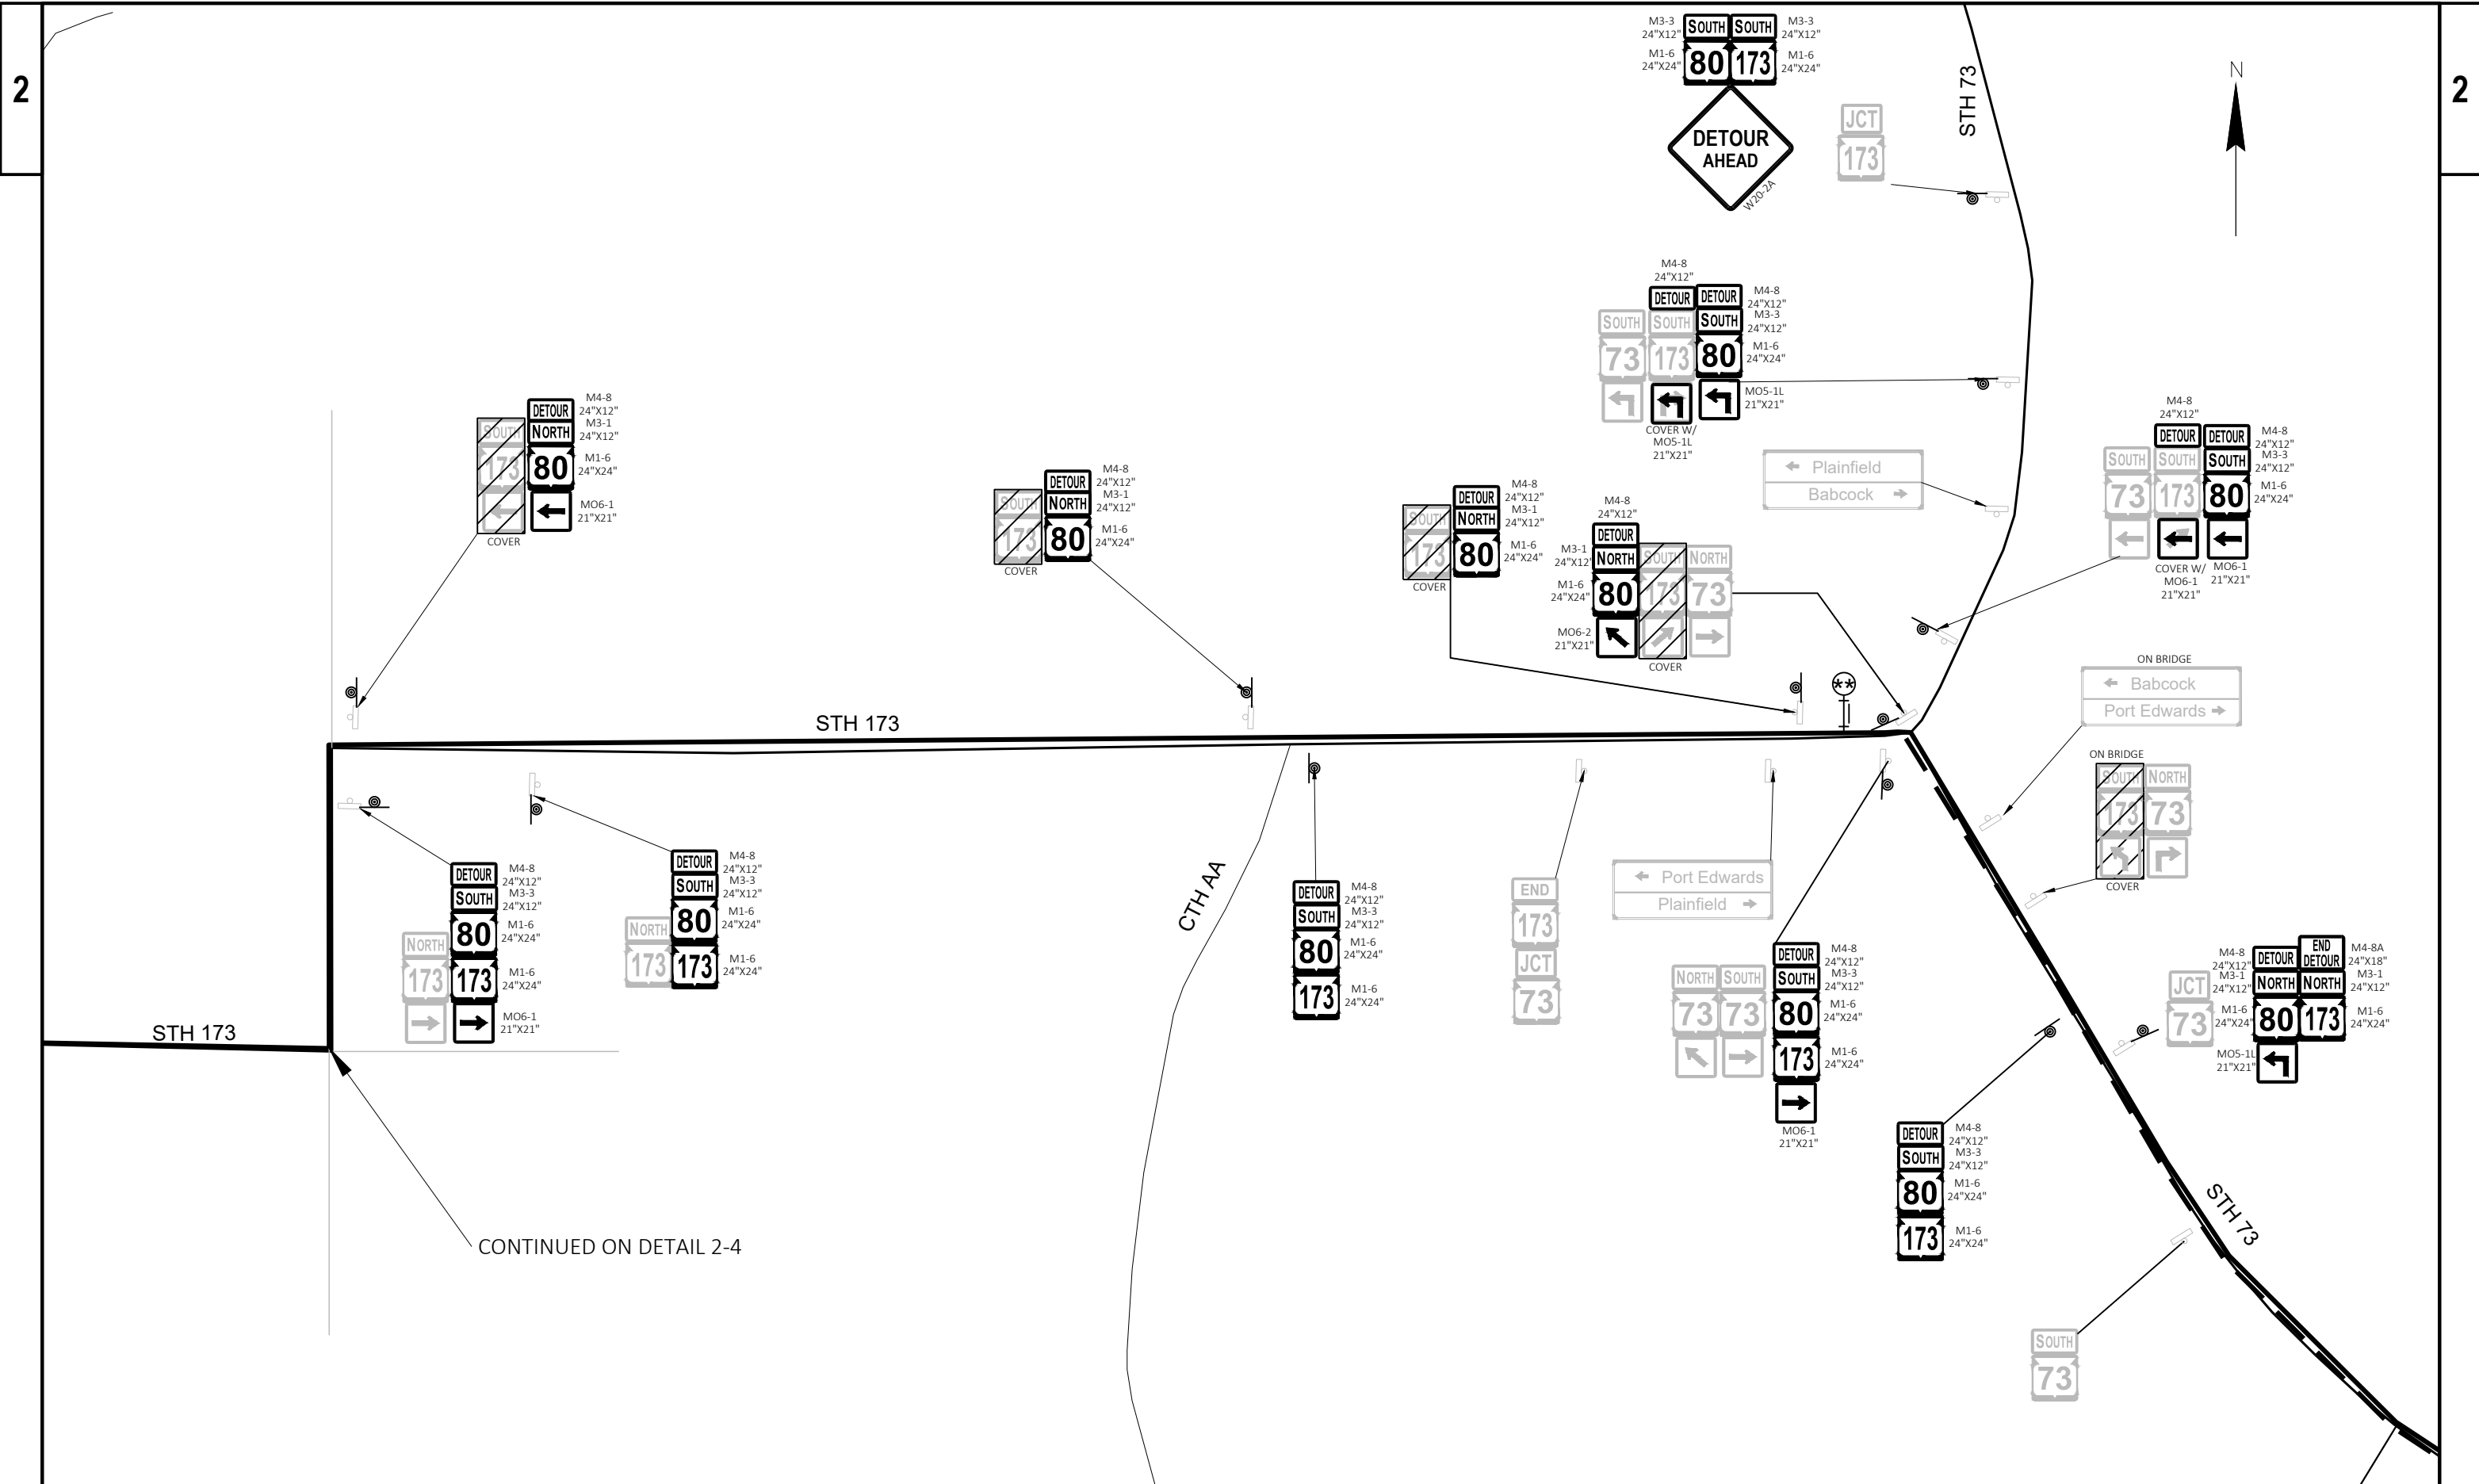 2
2
M3-3
24"X12"
M1-6
24"X24"
SOUTH
80
SOUTH
173
M3-3
24"X12"
M1-6
24"X24"
DETOUR
AHEAD
W20-2A
JCT
173
STH 73
N
M4-8
24"X12"
SOUTH
73
DETOUR
SOUTH
173
COVER W/
MO5-1L
21"X21"
DETOUR
SOUTH
80
M4-8
24"X12"
M3-3
24"X12"
M1-6
24"X24"
MO5-1L
21"X21"
SOUTH
173
COVER
DETOUR
NORTH
80
M4-8
24"X12"
M3-1
24"X12"
M1-6
24"X24"
MO6-1
21"X21"
SOUTH
173
COVER
DETOUR
NORTH
80
M4-8
24"X12"
M3-1
24"X12"
M1-6
24"X24"
SOUTH
173
COVER
DETOUR
NORTH
80
M4-8
24"X12"
M3-1
24"X12"
M1-6
24"X24"
M4-8
24"X12"
M3-1
24"X12"
M1-6
24"X24"
MO6-2
21"X21"
DETOUR
NORTH
80
SOUTH
173
COVER
NORTH
73
Plainfield
Babcock
M4-8
24"X12"
SOUTH
73
DETOUR
SOUTH
173
COVER W/
MO6-1
21"X21"
DETOUR
SOUTH
80
M4-8
24"X12"
M3-3
24"X12"
M1-6
24"X24"
MO6-1
21"X21"
ON BRIDGE
Babcock
Port Edwards
**
STH 173
ON BRIDGE
SOUTH
173
COVER
NORTH
73
NORTH
173
DETOUR
SOUTH
80
173
M4-8
24"X12"
M3-3
24"X12"
M1-6
24"X24"
M1-6
24"X24"
MO6-1
21"X21"
NORTH
173
DETOUR
SOUTH
80
173
M4-8
24"X12"
M3-3
24"X12"
M1-6
24"X24"
M1-6
24"X24"
CTH AA
DETOUR
SOUTH
80
173
M4-8
24"X12"
M3-3
24"X12"
M1-6
24"X24"
M1-6
24"X24"
END
173
JCT
73
Port Edwards
Plainfield
NORTH
73
SOUTH
73
DETOUR
SOUTH
80
173
M4-8
24"X12"
M3-3
24"X12"
M1-6
24"X24"
M1-6
24"X24"
MO6-1
21"X21"
JCT
73
M4-8
24"X12"
M3-1
24"X12"
M1-6
24"X24"
MO5-1L
21"X21"
DETOUR
NORTH
80
END
DETOUR
NORTH
173
M4-8A
24"X18"
M3-1
24"X12"
M1-6
24"X24"
STH 173
DETOUR
SOUTH
80
173
M4-8
24"X12"
M3-3
24"X12"
M1-6
24"X24"
M1-6
24"X24"
STH 73
CONTINUED ON DETAIL 2-4
SOUTH
73